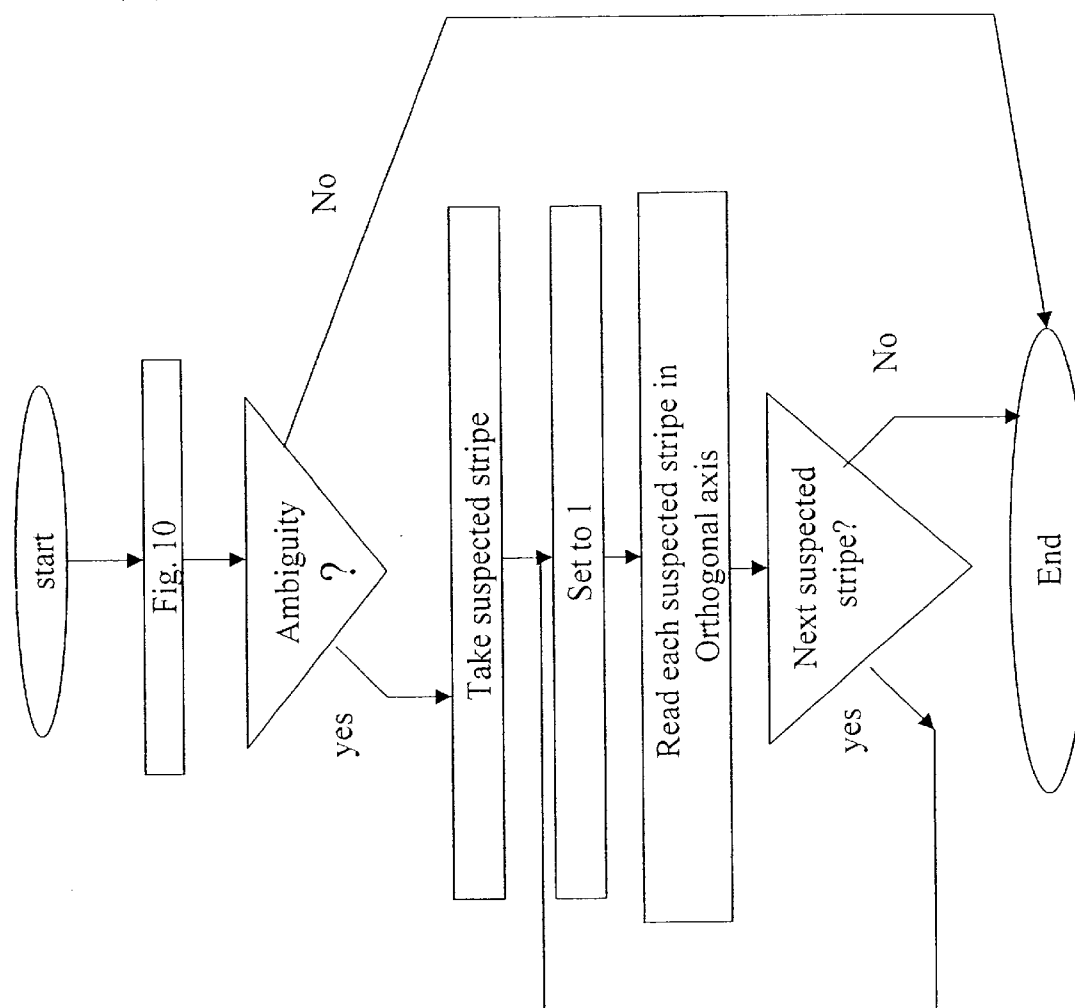 start
Fig. 10
Ambiguity
?
No
yes
Take suspected stripe
Set to 1
Read each suspected stripe in
Orthogonal axis
Next suspected
stripe?
No
yes
End